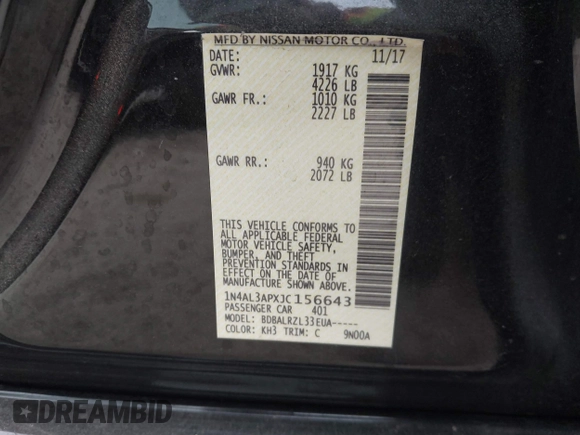 MFD BY NISSAN MOTOR CO., LTD.
DATE: 11/17
GVWR: 1917 KG
4226 LB
GAWR FR.: 1010 KG
2227 LB
GAWR RR.: 940 KG
2072 LB
THIS VEHICLE CONFORMS TO
ALL APPLICABLE FEDERAL
MOTOR VEHICLE SAFETY,
BUMPER, AND THEFT
PREVENTION STANDARDS IN
EFFECT ON THE DATE OF
MANUFACTURE SHOWN ABOVE.
1N4AL3APXJC156643
PASSENGER CAR 401
MODEL: BDBALRZL33EUA-----
COLOR: KH3 TRIM: C 9N00A
DREAMBID